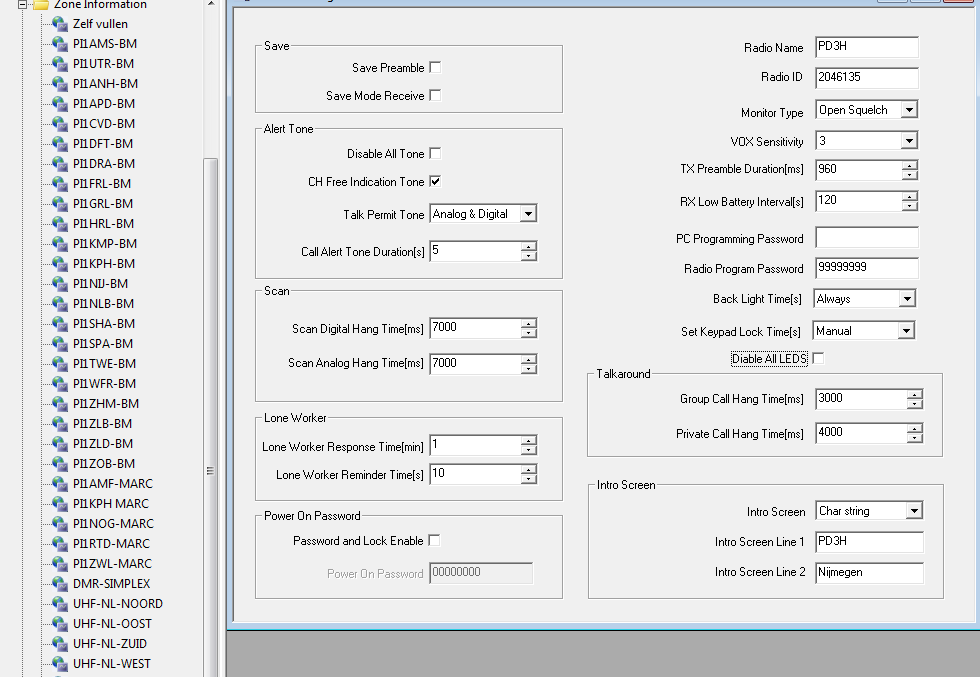 Zone Information
Zelf vullen
PI1AMS-BM
PI1UTR-BM
PI1ANH-BM
PI1APD-BM
PI1CVD-BM
PI1DFT-BM
PI1DRA-BM
PI1FRL-BM
PI1GRL-BM
PI1HRL-BM
PI1KMP-BM
PI1KPH-BM
PI1NIJ-BM
PI1NLB-BM
PI1SHA-BM
PI1SPA-BM
PI1TWE-BM
PI1WFR-BM
PI1ZHM-BM
PI1ZLB-BM
PI1ZLD-BM
PI1ZOB-BM
PI1AMF-MARC
PI1KPH MARC
PI1NOG-MARC
PI1RTD-MARC
PI1ZWL-MARC
DMR-SIMPLEX
UHF-NL-NOORD
UHF-NL-OOST
UHF-NL-ZUID
UHF-NL-WEST
Save
Save Preamble
Save Mode Receive
Alert Tone
Disable All Tone
CH Free Indication Tone
Talk Permit Tone Analog & Digital
Call Alert Tone Duration[s] 5
Scan
Scan Digital Hang Time[ms] 7000
Scan Analog Hang Time[ms] 7000
Lone Worker
Lone Worker Response Time[min] 1
Lone Worker Reminder Time[s] 10
Power On Password
Password and Lock Enable
Power On Password 00000000
Radio Name PD3H
Radio ID 2046135
Monitor Type Open Squelch
VOX Sensitivity 3
TX Preamble Duration[ms] 960
RX Low Battery Interval[s] 120
PC Programming Password
Radio Program Password 99999999
Back Light Time[s] Always
Set Keypad Lock Time[s] Manual
Diable All LEDS
Talkaround
Group Call Hang Time[ms] 3000
Private Call Hang Time[ms] 4000
Intro Screen
Intro Screen Char string
Intro Screen Line 1 PD3H
Intro Screen Line 2 Nijmegen